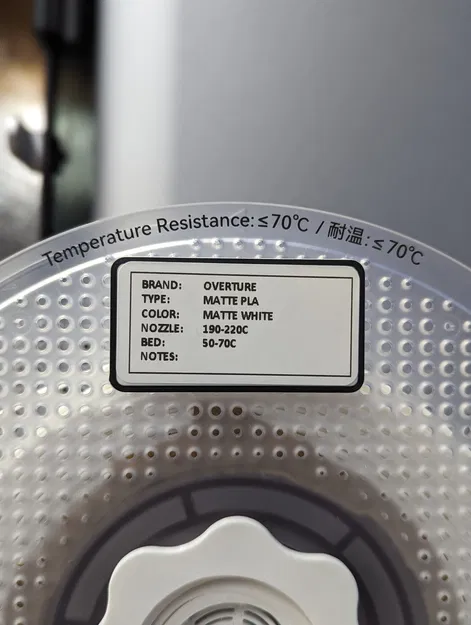 Temperature Resistance:≤70℃ / 耐温:≤70℃
BRAND: OVERTURE
TYPE: MATTE PLA
COLOR: MATTE WHITE
NOZZLE: 190-220C
BED: 50-70C
NOTES: